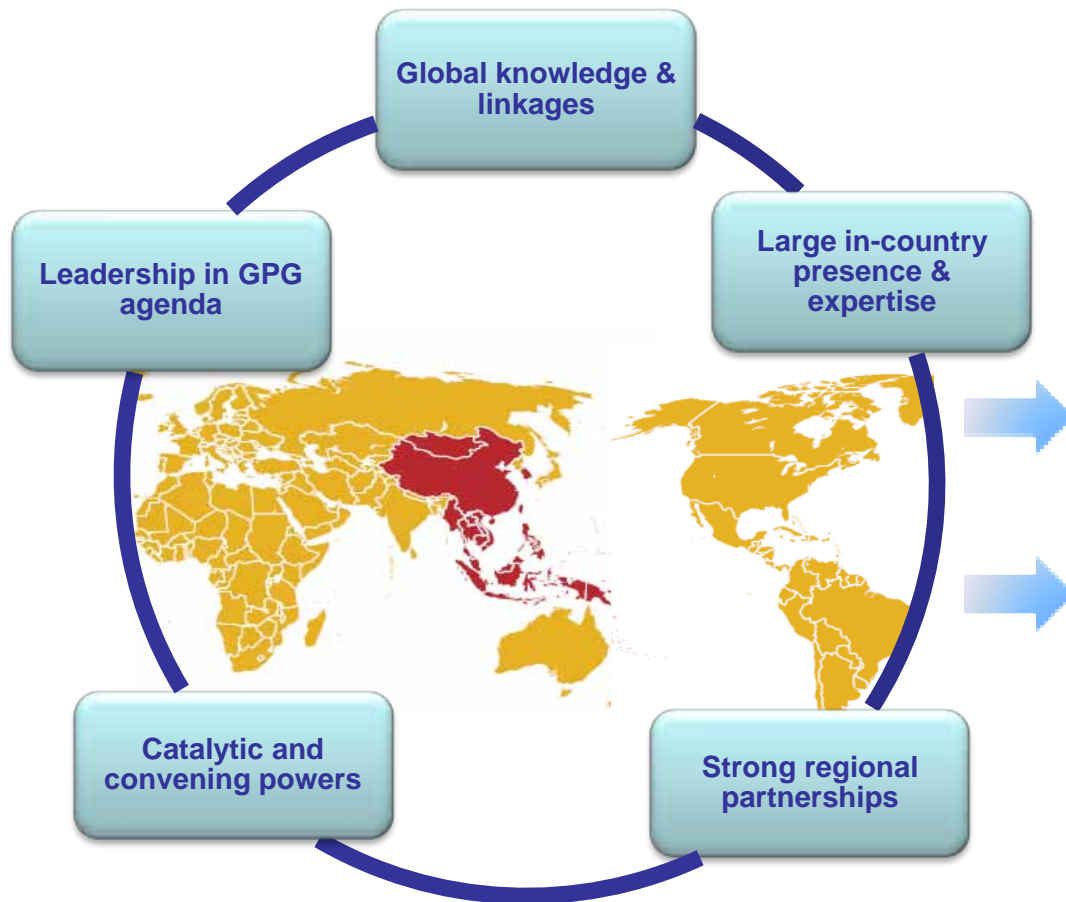 Global knowledge &
linkages
Leadership in GPG
agenda
Large in-country
presence &
expertise
Catalytic and
convening powers
Strong regional
partnerships